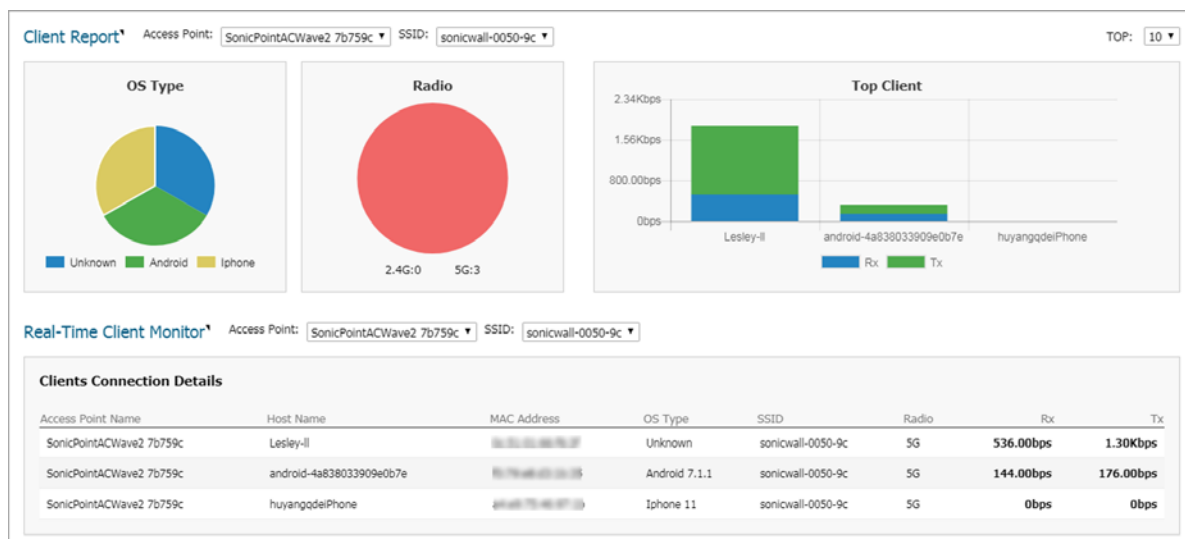 Client Report Access Point: SonicPointACWave2 7b759c SSID: sonicwall-0050-9c TOP: 10
OS Type
Unknown Android Iphone
Radio
2.4G:0 5G:3
Top Client
2.34Kbps
1.56Kbps
800.00bps
0bps
Lesley-II android-4a838033909e0b7e huyangqdeiPhone
Rx Tx
Real-Time Client Monitor Access Point: SonicPointACWave2 7b759c SSID: sonicwall-0050-9c
Clients Connection Details
Access Point Name Host Name MAC Address OS Type SSID Radio Rx Tx
SonicPointACWave2 7b759c Lesley-II Unknown sonicwall-0050-9c 5G 536.00bps 1.30Kbps
SonicPointACWave2 7b759c android-4a838033909e0b7e Android 7.1.1 sonicwall-0050-9c 5G 144.00bps 176.00bps
SonicPointACWave2 7b759c huyangqdeiPhone Iphone 11 sonicwall-0050-9c 5G 0bps 0bps